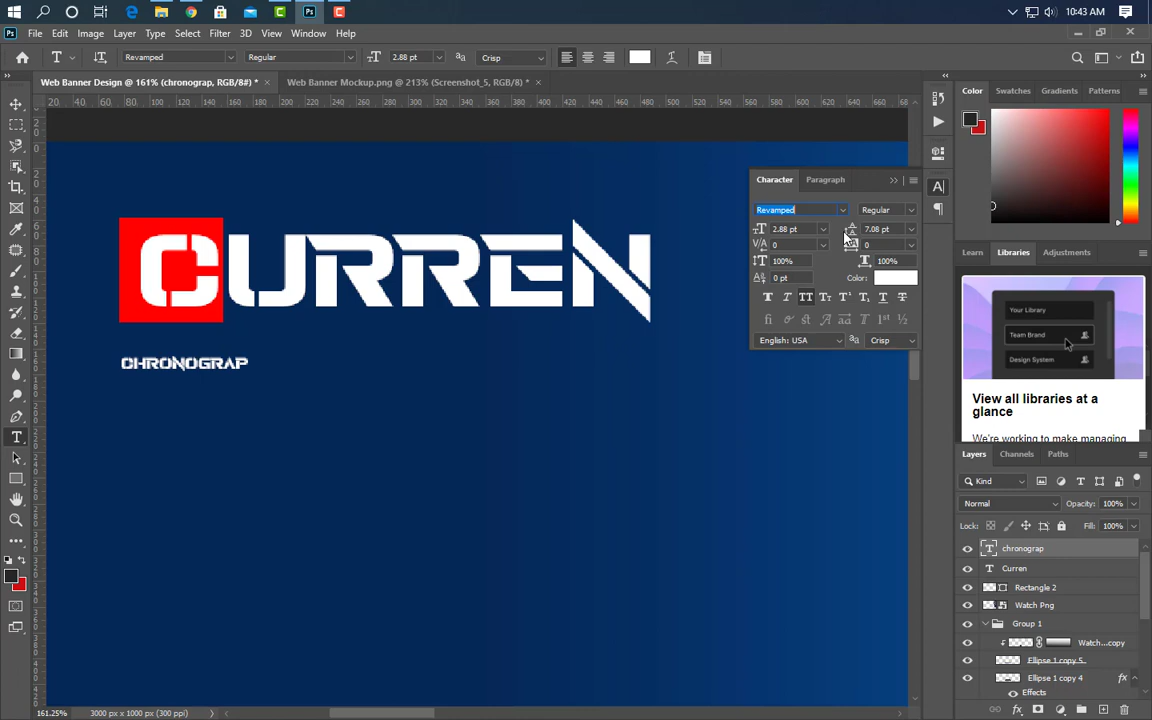 10:43 AM
File Edit Image Layer Type Select Filter 3D View Window Help
Revamped Regular 2.88 pt Crisp
Web Banner Design @ 161% (chronograp, RGB/8#) * × Web Banner Mockup.png @ 213% (Screenshot_5, RGB/8) * ×
Color Swatches Gradients Patterns
Character Paragraph
Revamped Regular
2.88 pt 7.08 pt
0 0
100% 100%
0 pt Color:
English: USA Crisp
CURREN
CHRONOGRAP
Learn Libraries Adjustments
Your Library
Team Brand
Design System
View all libraries at a
glance
We're working to make managing
Layers Channels Paths
Kind
Normal Opacity: 100%
Lock: Fill: 100%
chronograp
Curren
Rectangle 2
Watch Png
Group 1
Watch...copy
Ellipse 1 copy 5
Ellipse 1 copy 4 fx
Effects
161.25% 3000 px x 1000 px (300 ppi)